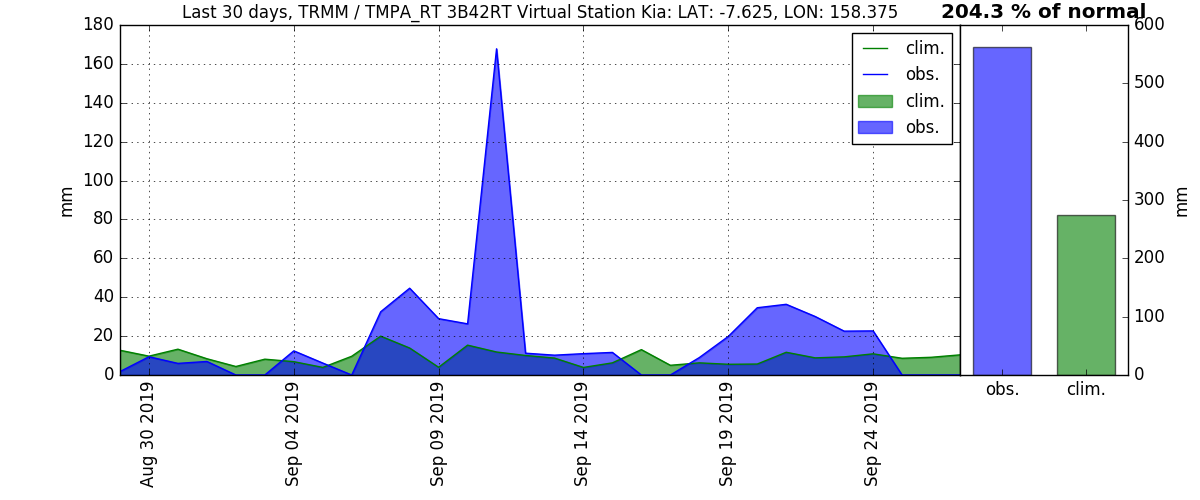 Last 30 days, TRMM / TMPA_RT 3B42RT Virtual Station Kia: LAT: -7.625, LON: 158.375
204.3 % of normal
180
160
140
120
100
80
60
40
20
0
mm
clim.
obs.
clim.
obs.
Aug 30 2019
Sep 04 2019
Sep 09 2019
Sep 14 2019
Sep 19 2019
Sep 24 2019
600
500
400
300
200
100
0
mm
obs.
clim.